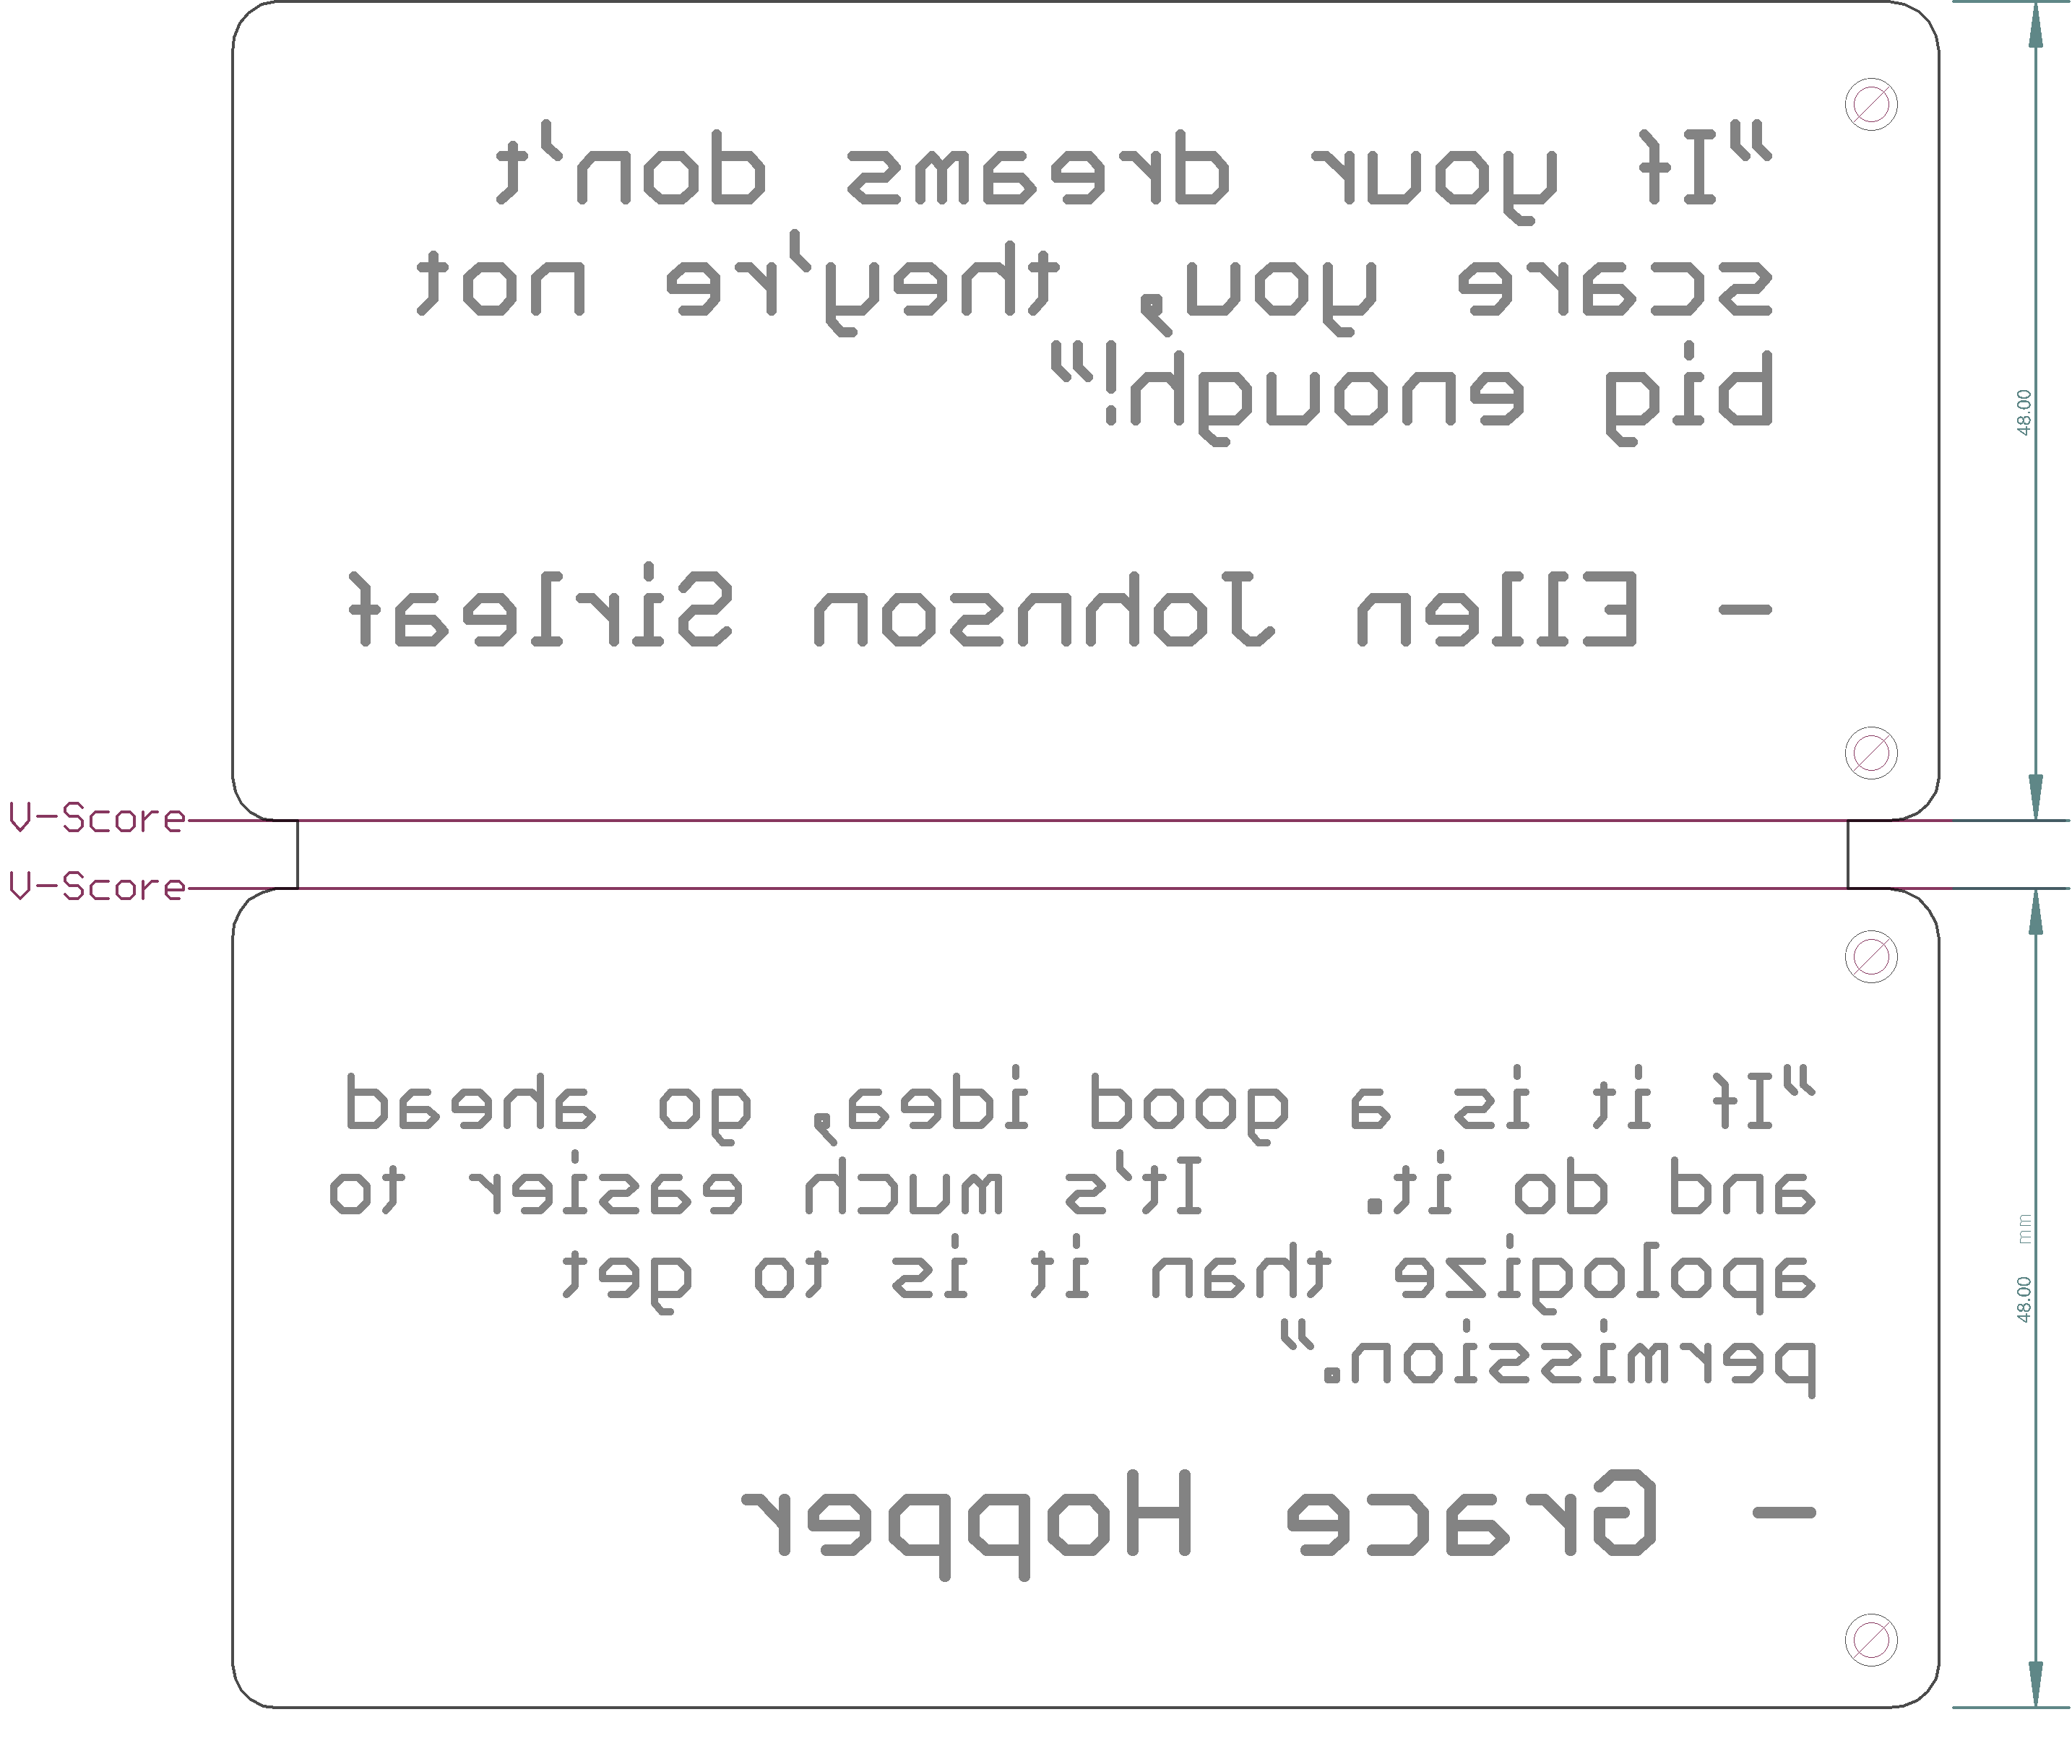 "If your dreams don't
scare you, they're not
big enough!"
- Ellen Johnson Sirleaf
48.00
V-Score
V-Score
"If it is a good idea, go ahead
and do it.  It's much easier to
apologize than it is to get
permission."
- Grace Hopper
48.00 mm